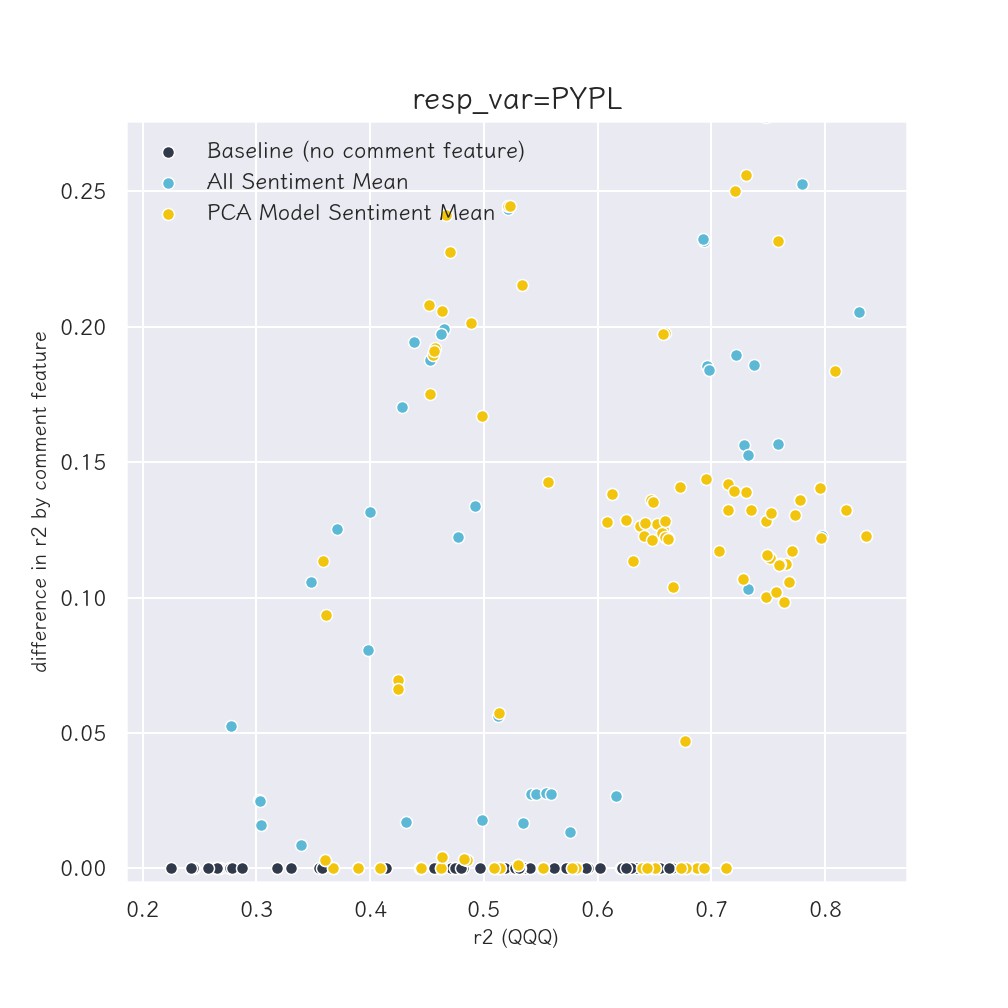 resp_var=PYPL
Baseline (no comment feature)
All Sentiment Mean
PCA Model Sentiment Mean
difference in r2 by comment feature
0.25
0.20
0.15
0.10
0.05
0.00
0.2 0.3 0.4 0.5 0.6 0.7 0.8
r2 (QQQ)